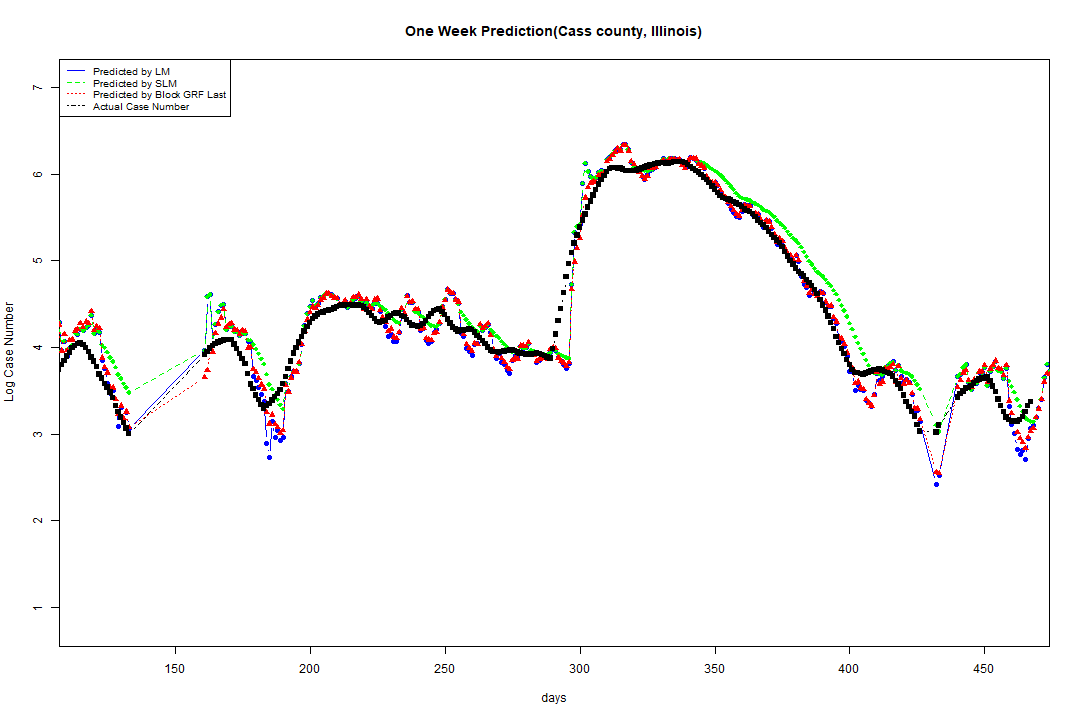 One Week Prediction(Cass county, Illinois)
Predicted by LM
Predicted by SLM
Predicted by Block GRF Last
Actual Case Number
7
6
5
4
3
2
1
Log Case Number
150 200 250 300 350 400 450
days